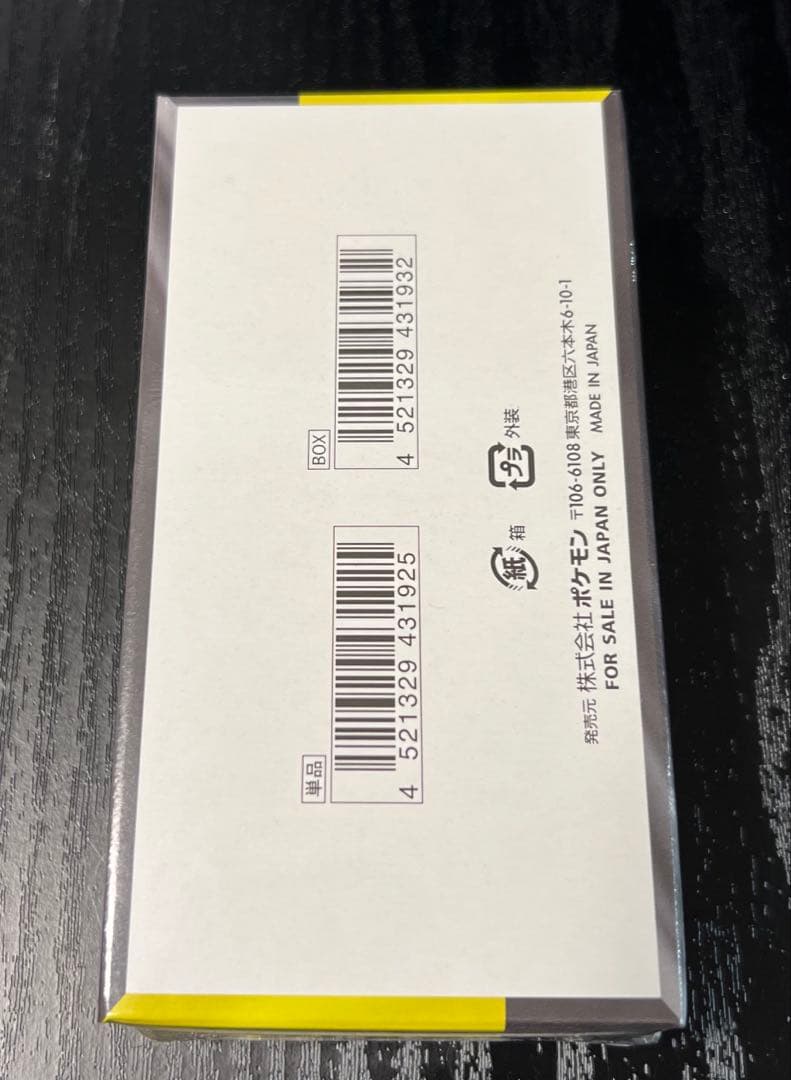 単品
4 521329 431925
BOX
4 521329 431932
紙 箱
プラ 外装
発売元 株式会社ポケモン 〒106-6108 東京都港区六本木6-10-1
FOR SALE IN JAPAN ONLY MADE IN JAPAN